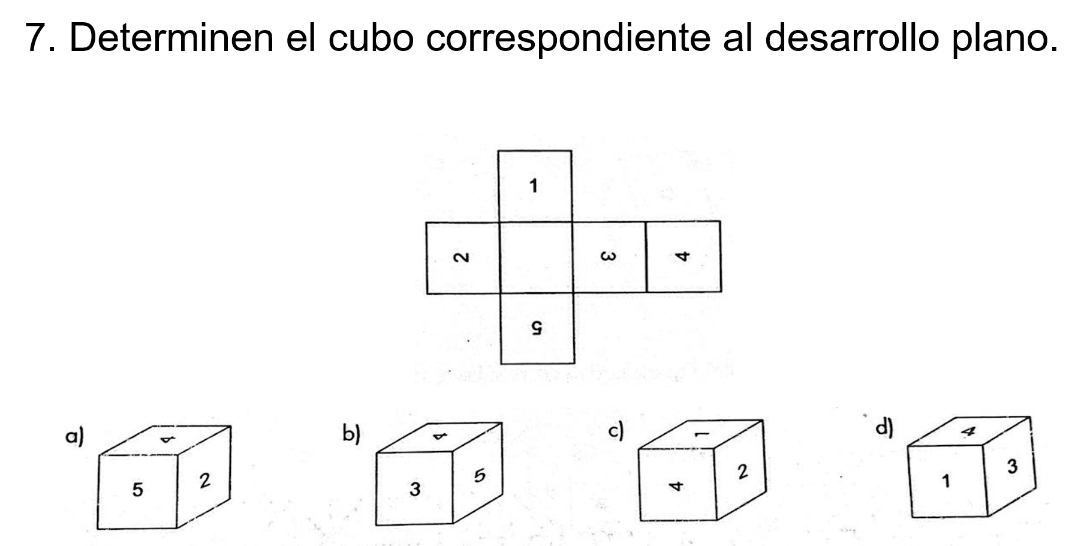 7. Determinen el cubo correspondiente al desarrollo plano.
1
2 3 4
5
a) b) c) d)
4 4 1 4
5 2 3 5 4 2 1 3